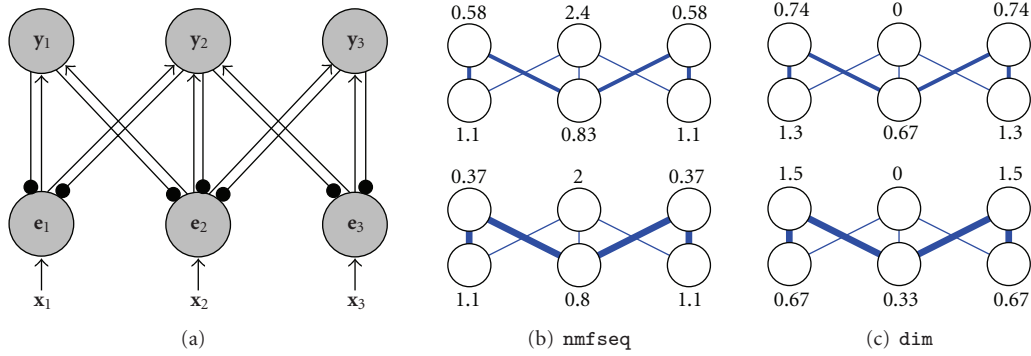 y₁ y₂ y₃
e₁ e₂ e₃
x₁ x₂ x₃
(a)
0.58 2.4 0.58
1.1 0.83 1.1
0.37 2 0.37
1.1 0.8 1.1
(b) nmfseq
0.74 0 0.74
1.3 0.67 1.3
1.5 0 1.5
0.67 0.33 0.67
(c) dim